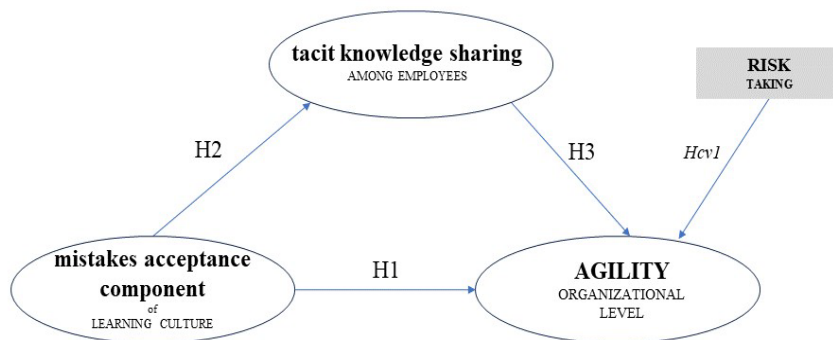 tacit knowledge sharing
AMONG EMPLOYEES
RISK
TAKING
H2
H3
Hcv1
mistakes acceptance
component
of
LEARNING CULTURE
H1
AGILITY
ORGANIZATIONAL
LEVEL